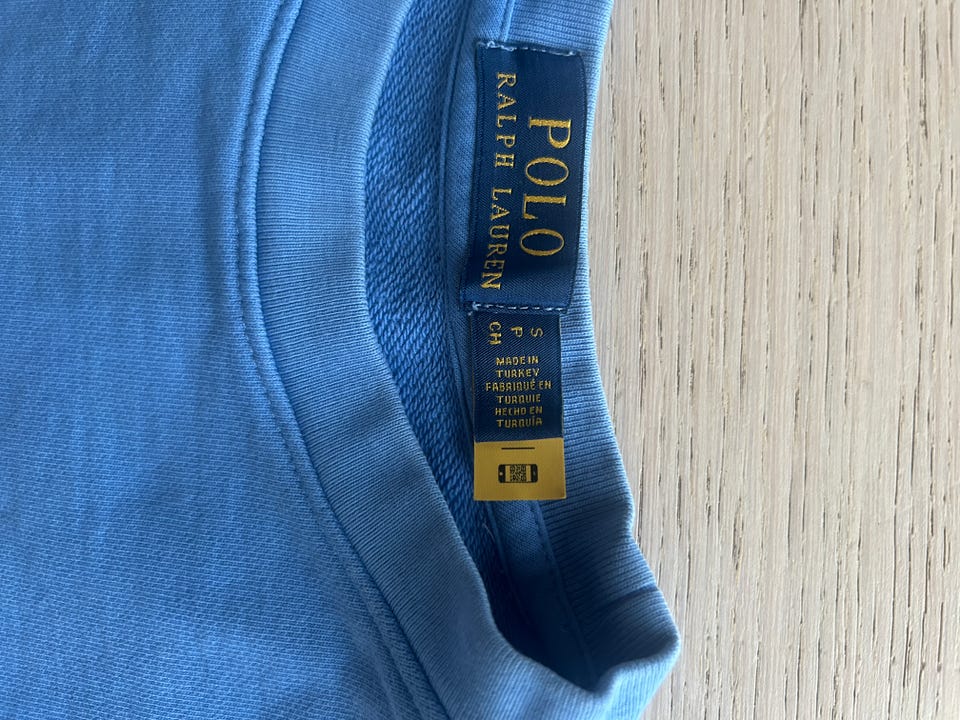 POLO
RALPH LAUREN
S
P
CH
MADE IN
TURKEY
FABRIQUÉ EN
TURQUIE
HECHO EN
TURQUÍA